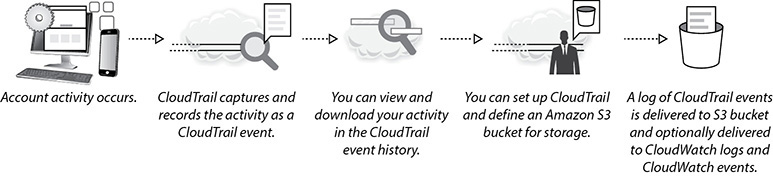 Account activity occurs.
CloudTrail captures and
records the activity as a
CloudTrail event.
You can view and
download your activity
in the CloudTrail
event history.
You can set up CloudTrail
and define an Amazon S3
bucket for storage.
A log of CloudTrail events
is delivered to S3 bucket
and optionally delivered
to CloudWatch logs and
CloudWatch events.